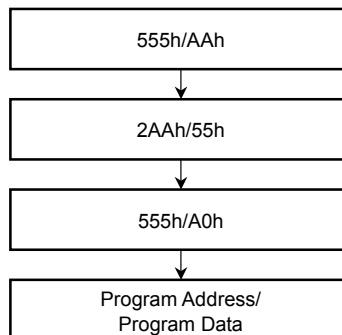 555h/AAh
2AAh/55h
555h/A0h
Program Address/
Program Data